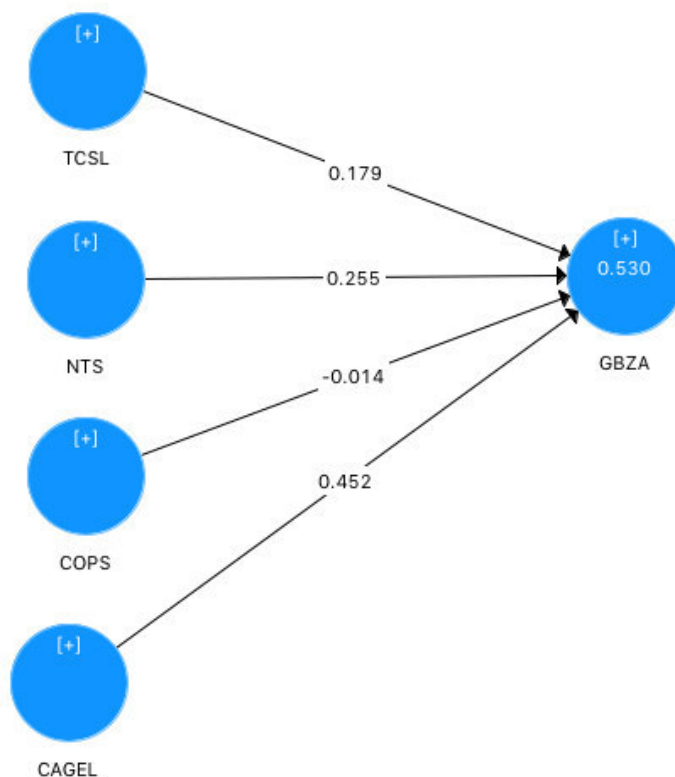 [+]
TCSL
0.179
[+]
NTS
0.255
[+]
0.530
GBZA
-0.014
[+]
COPS
0.452
[+]
CAGEL